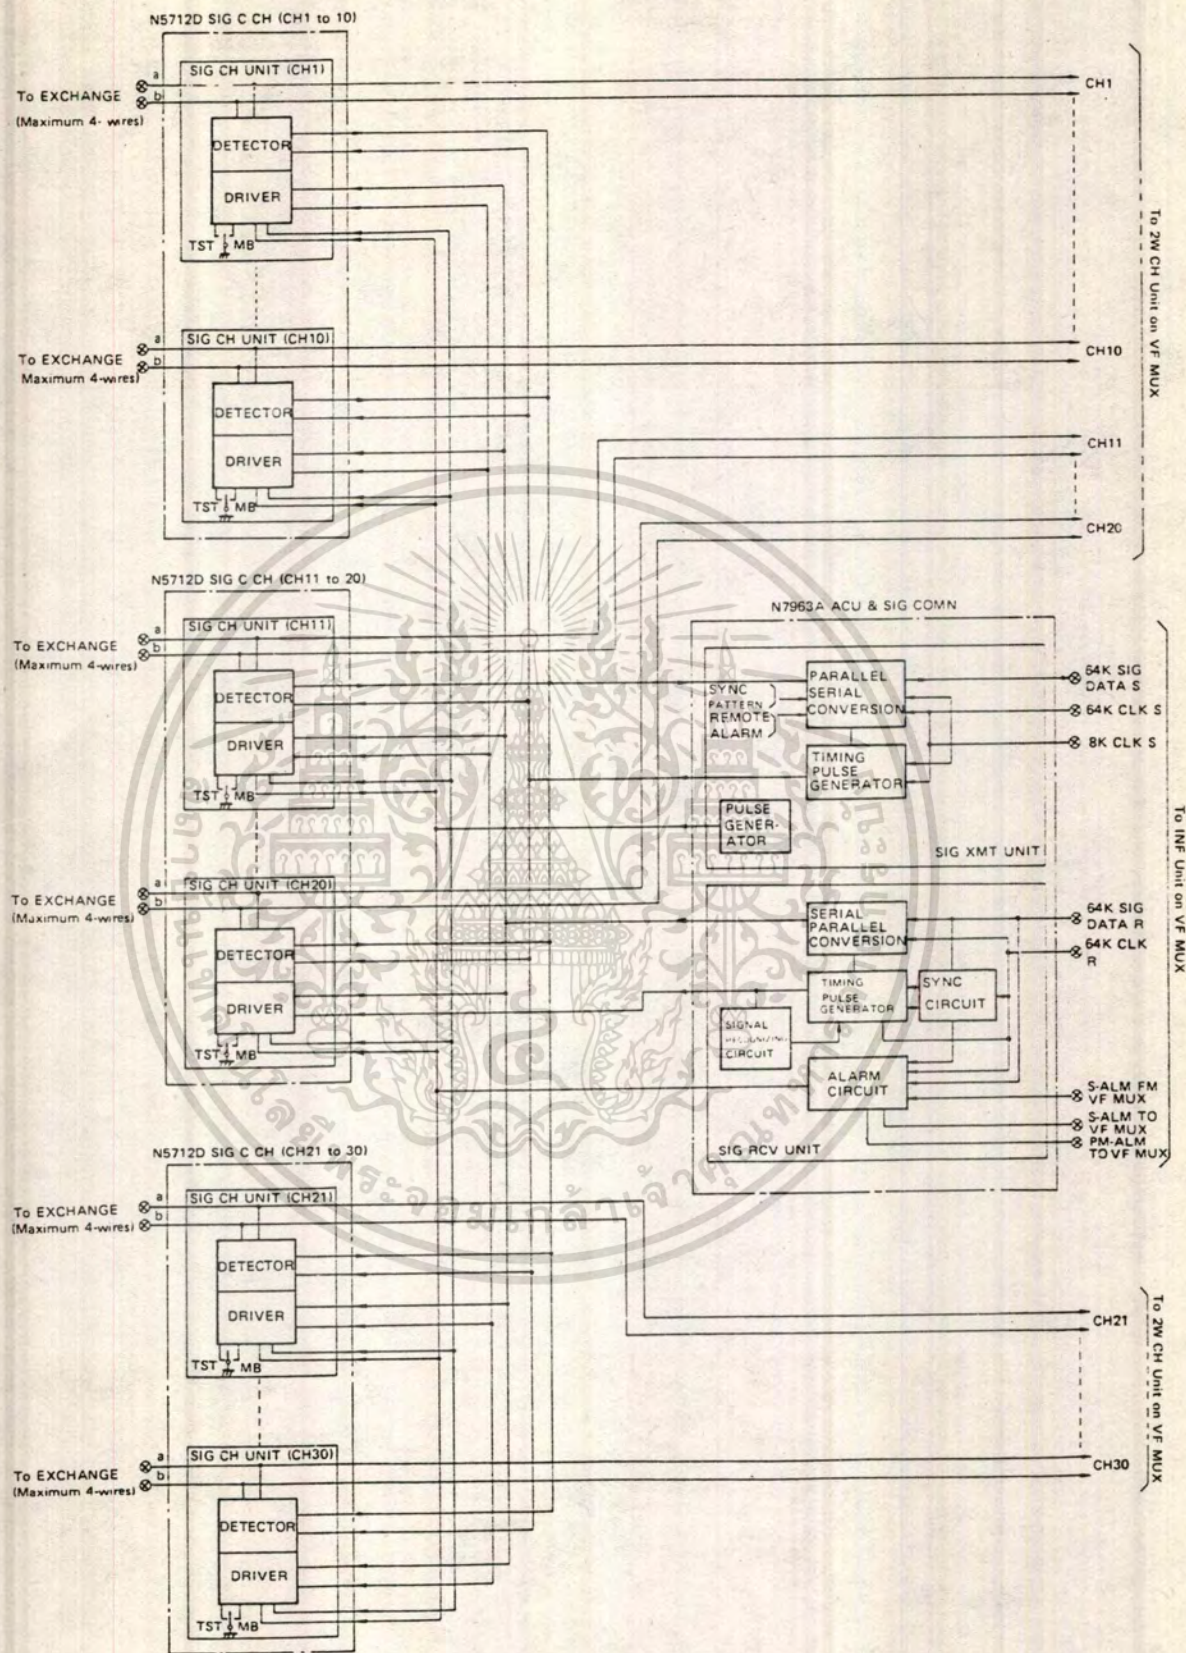 N5712D SIG C CH (CH1 to 10)
SIG CH UNIT (CH1)
a
b
To EXCHANGE
(Maximum 4- wires)
DETECTOR
DRIVER
TST MB
CH1
SIG CH UNIT (CH10)
a
b
To EXCHANGE
Maximum 4-wires)
DETECTOR
DRIVER
TST MB
CH10
CH11
CH20
To 2W CH Unit on VF MUX
N5712D SIG C CH (CH11 to 20)
SIG CH UNIT (CH11)
a
b
To EXCHANGE
(Maximum 4-wires)
DETECTOR
DRIVER
TST MB
SIG CH UNIT (CH20)
a
b
To EXCHANGE
(Maximum 4-wires)
DETECTOR
DRIVER
TST MB
N7963A ACU & SIG COMN
SYNC
PATTERN
REMOTE
ALARM
PARALLEL
SERIAL
CONVERSION
TIMING
PULSE
GENERATOR
PULSE
GENER-
ATOR
SIG XMT UNIT
64K SIG
DATA S
64K CLK S
8K CLK S
SERIAL
PARALLEL
CONVERSION
TIMING
PULSE
GENERATOR
SYNC
CIRCUIT
SIGNAL
RECOGNIZING
CIRCUIT
ALARM
CIRCUIT
SIG RCV UNIT
64K SIG
DATA R
64K CLK
R
S-ALM FM
VF MUX
S-ALM TO
VF MUX
PM-ALM
TO VF MUX
To INF Unit on VF MUX
N5712D SIG C CH (CH21 to 30)
SIG CH UNIT (CH21)
a
b
To EXCHANGE
(Maximum 4-wires)
DETECTOR
DRIVER
TST MB
CH21
SIG CH UNIT (CH30)
a
b
To EXCHANGE
(Maximum 4-wires)
DETECTOR
DRIVER
TST MB
CH30
To 2W CH Unit on VF MUX